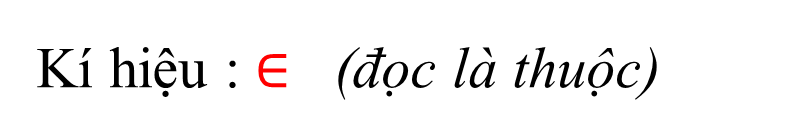 Kí hiệu : ∈ (đọc là thuộc)